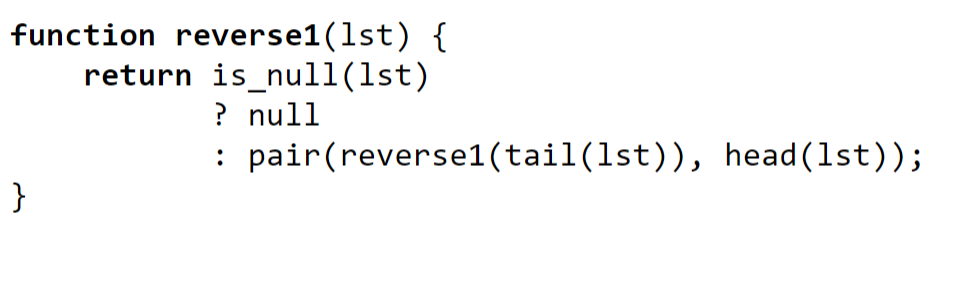 function reverse1(lst) {
    return is_null(lst)
           ? null
           : pair(reverse1(tail(lst)), head(lst));
}